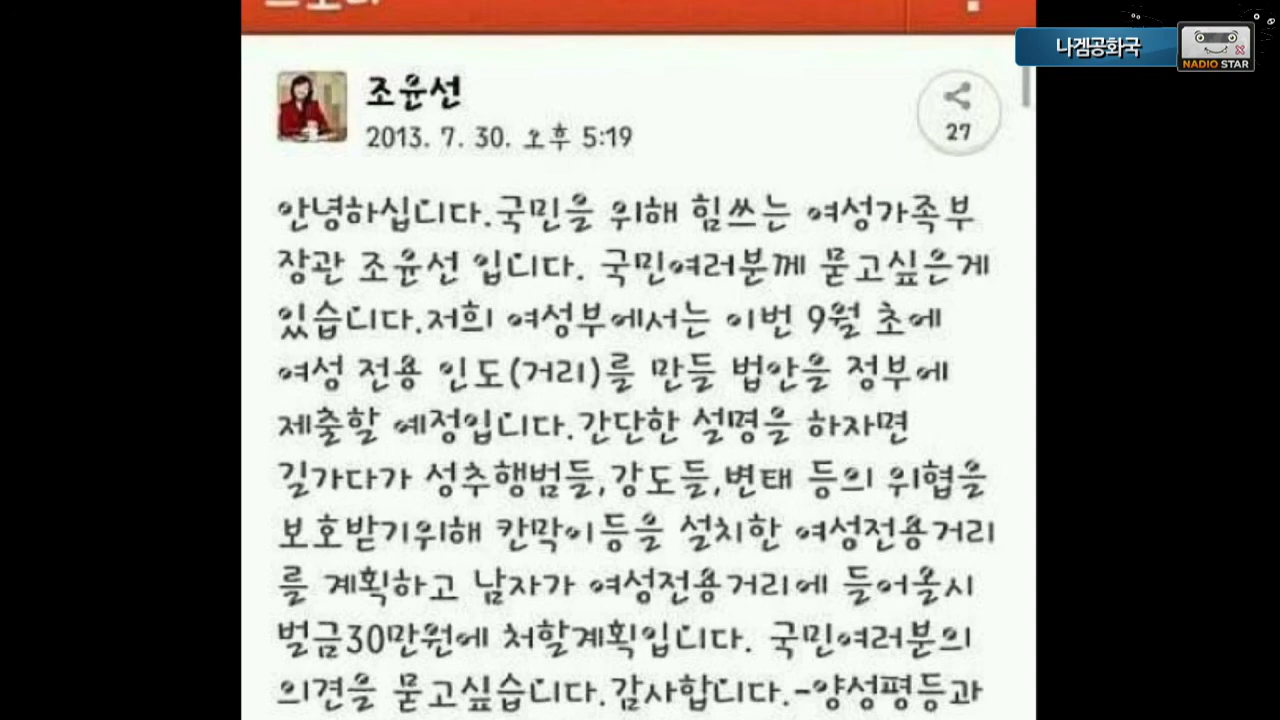 나겜공화국
NADIO STAR
조윤선
27
2013. 7. 30. 오후 5:19
안녕하십니다.국민을 위해 힘쓰는 여성가족부
장관 조윤선 입니다. 국민여러분께 묻고싶은게
있습니다.저희 여성부에서는 이번 9월 초에
여성 전용 인도(거리)를 만들 법안을 정부에
제출할 예정입니다.간단한 설명을 하자면
길가다가 성추행범들,강도들,변태 등의 위협을
보호받기위해 칸막이등을 설치한 여성전용거리
를 계획하고 남자가 여성전용거리에 들어올시
벌금30만원에 처할계획입니다. 국민여러분의
의견을 묻고싶습니다.감사합니다.-양성평등과